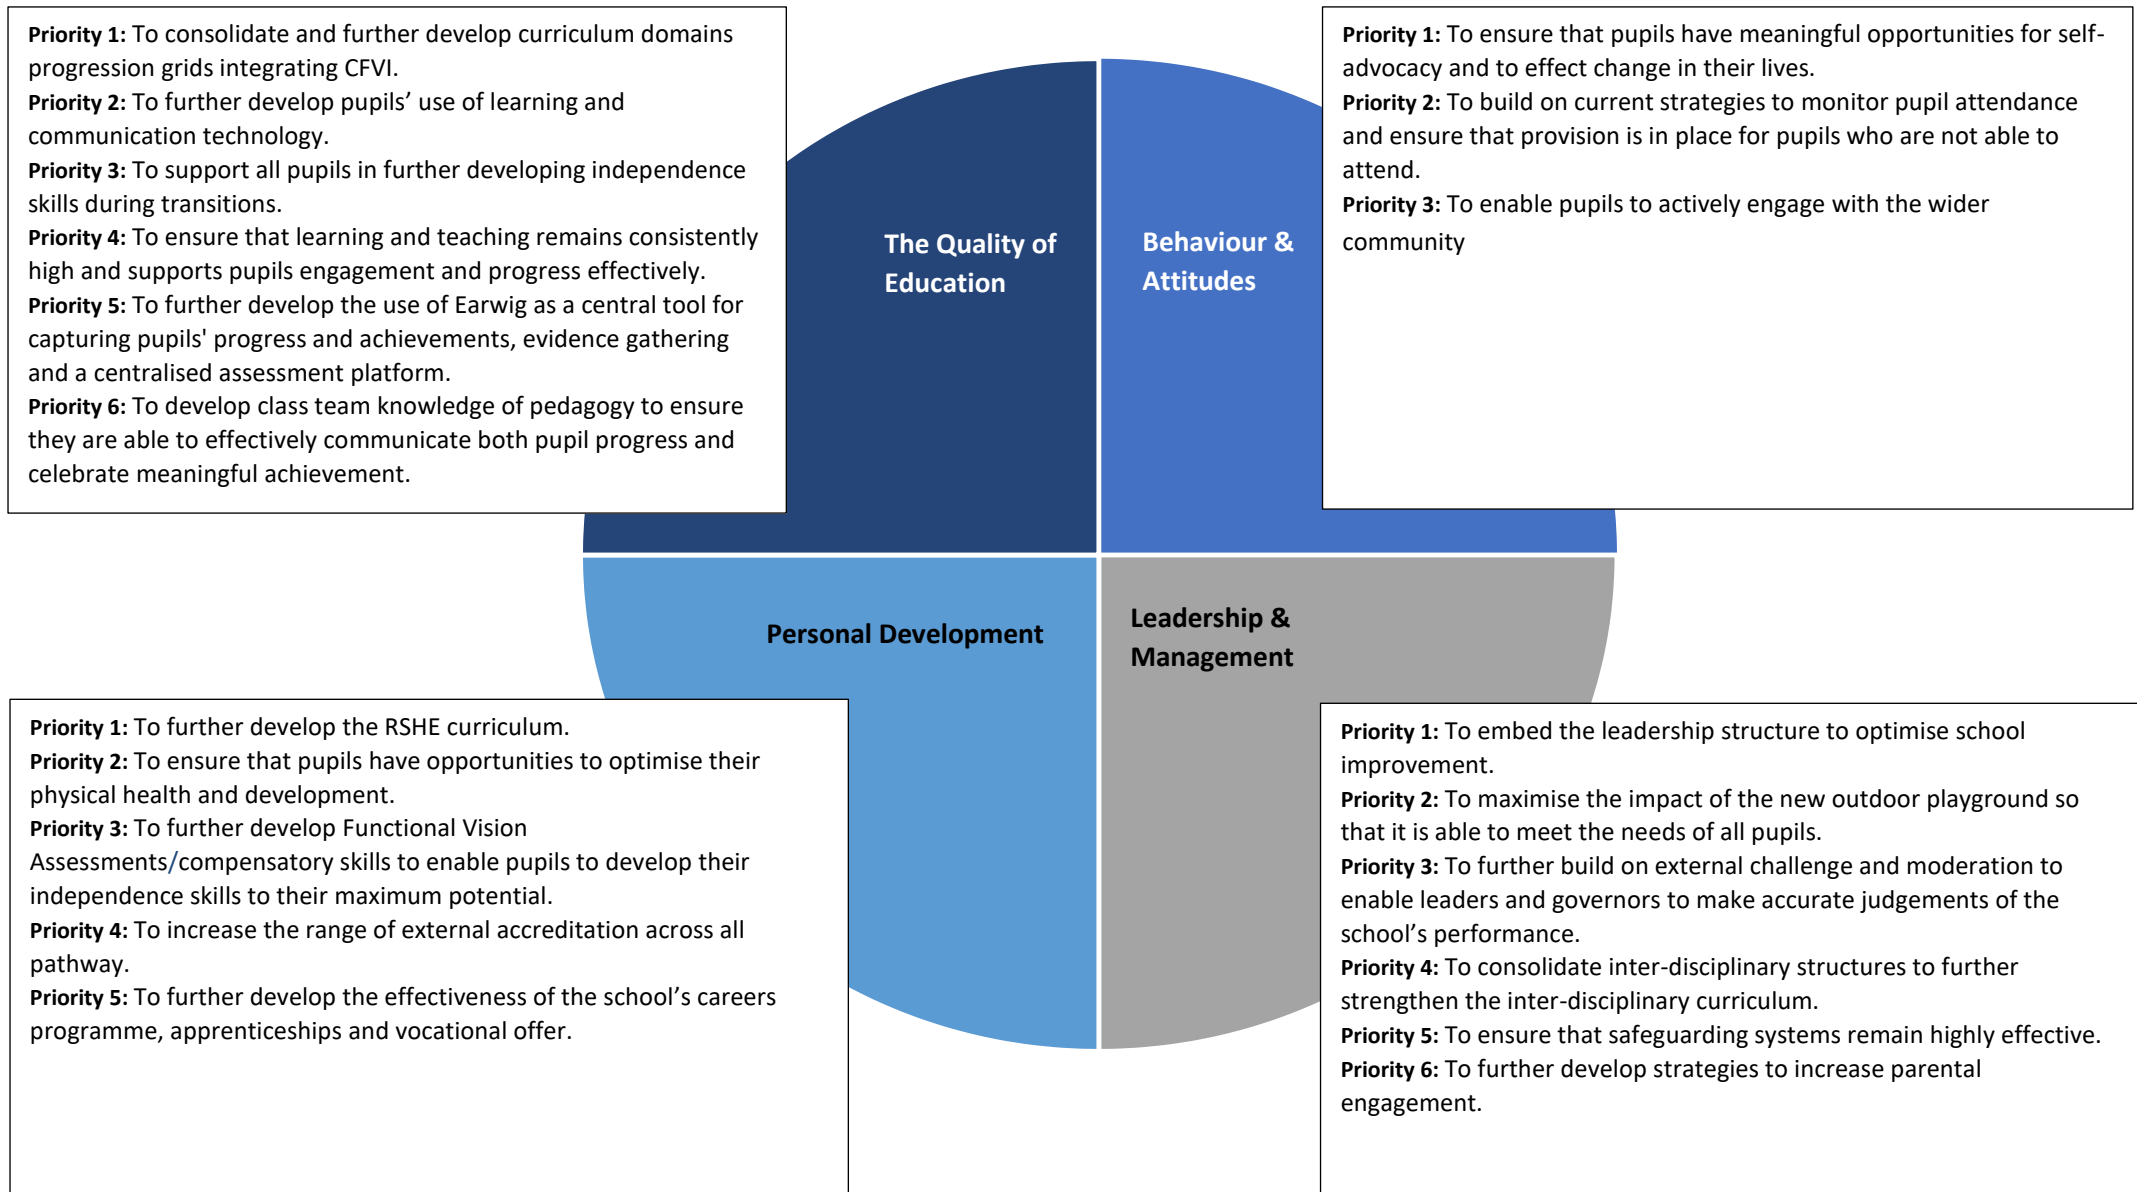 Priority 1: To consolidate and further develop curriculum domains
progression grids integrating CFVI.
Priority 2: To further develop pupils’ use of learning and
communication technology.
Priority 3: To support all pupils in further developing independence
skills during transitions.
Priority 4: To ensure that learning and teaching remains consistently
high and supports pupils engagement and progress effectively.
Priority 5: To further develop the use of Earwig as a central tool for
capturing pupils' progress and achievements, evidence gathering
and a centralised assessment platform.
Priority 6: To develop class team knowledge of pedagogy to ensure
they are able to effectively communicate both pupil progress and
celebrate meaningful achievement.
Priority 1: To ensure that pupils have meaningful opportunities for self-
advocacy and to effect change in their lives.
Priority 2: To build on current strategies to monitor pupil attendance
and ensure that provision is in place for pupils who are not able to
attend.
Priority 3: To enable pupils to actively engage with the wider
community
The Quality of
Education
Behaviour &
Attitudes
Personal Development
Leadership &
Management
Priority 1: To further develop the RSHE curriculum.
Priority 2: To ensure that pupils have opportunities to optimise their
physical health and development.
Priority 3: To further develop Functional Vision
Assessments/compensatory skills to enable pupils to develop their
independence skills to their maximum potential.
Priority 4: To increase the range of external accreditation across all
pathway.
Priority 5: To further develop the effectiveness of the school’s careers
programme, apprenticeships and vocational offer.
Priority 1: To embed the leadership structure to optimise school
improvement.
Priority 2: To maximise the impact of the new outdoor playground so
that it is able to meet the needs of all pupils.
Priority 3: To further build on external challenge and moderation to
enable leaders and governors to make accurate judgements of the
school’s performance.
Priority 4: To consolidate inter-disciplinary structures to further
strengthen the inter-disciplinary curriculum.
Priority 5: To ensure that safeguarding systems remain highly effective.
Priority 6: To further develop strategies to increase parental
engagement.